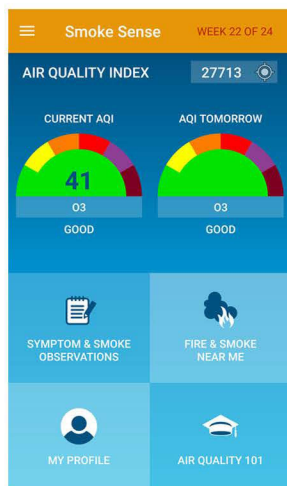 Smoke Sense WEEK 22 OF 24
AIR QUALITY INDEX 27713
CURRENT AQI AQI TOMORROW
41
O3 O3
GOOD GOOD
SYMPTOM & SMOKE
OBSERVATIONS
FIRE & SMOKE
NEAR ME
MY PROFILE AIR QUALITY 101